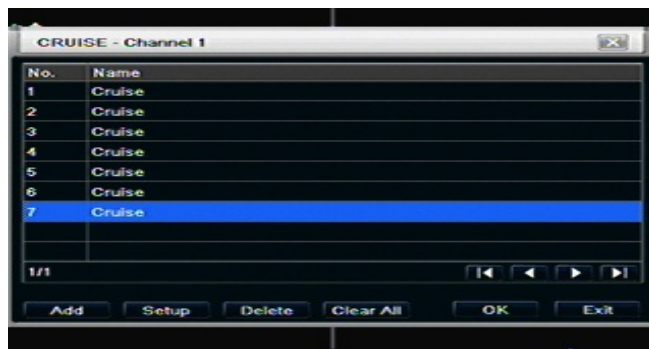 CRUISE - Channel 1
No. Name
1 Cruise
2 Cruise
3 Cruise
4 Cruise
5 Cruise
6 Cruise
7 Cruise
1/1
Add Setup Delete Clear All OK Exit